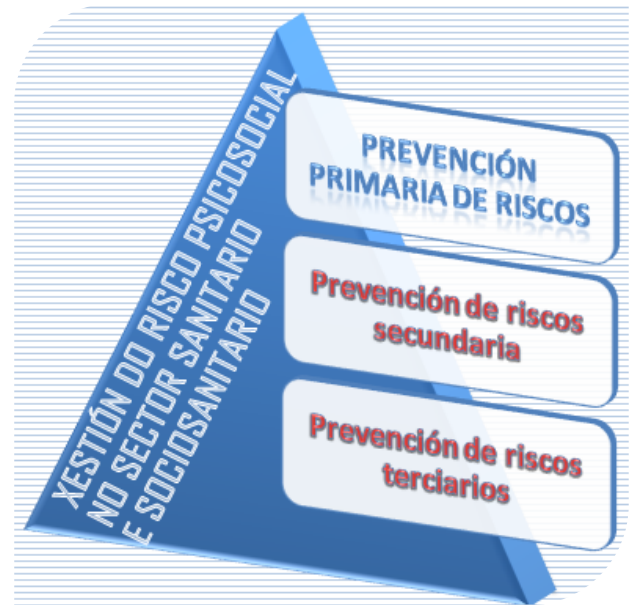 XESTIÓN DO RISCO PSICOSOCIAL
NO SECTOR SANITARIO
E SOCIOSANITARIO
PREVENCIÓN
PRIMARIA DE RISCOS
Prevención de riscos
secundaria
Prevención de riscos
terciarios